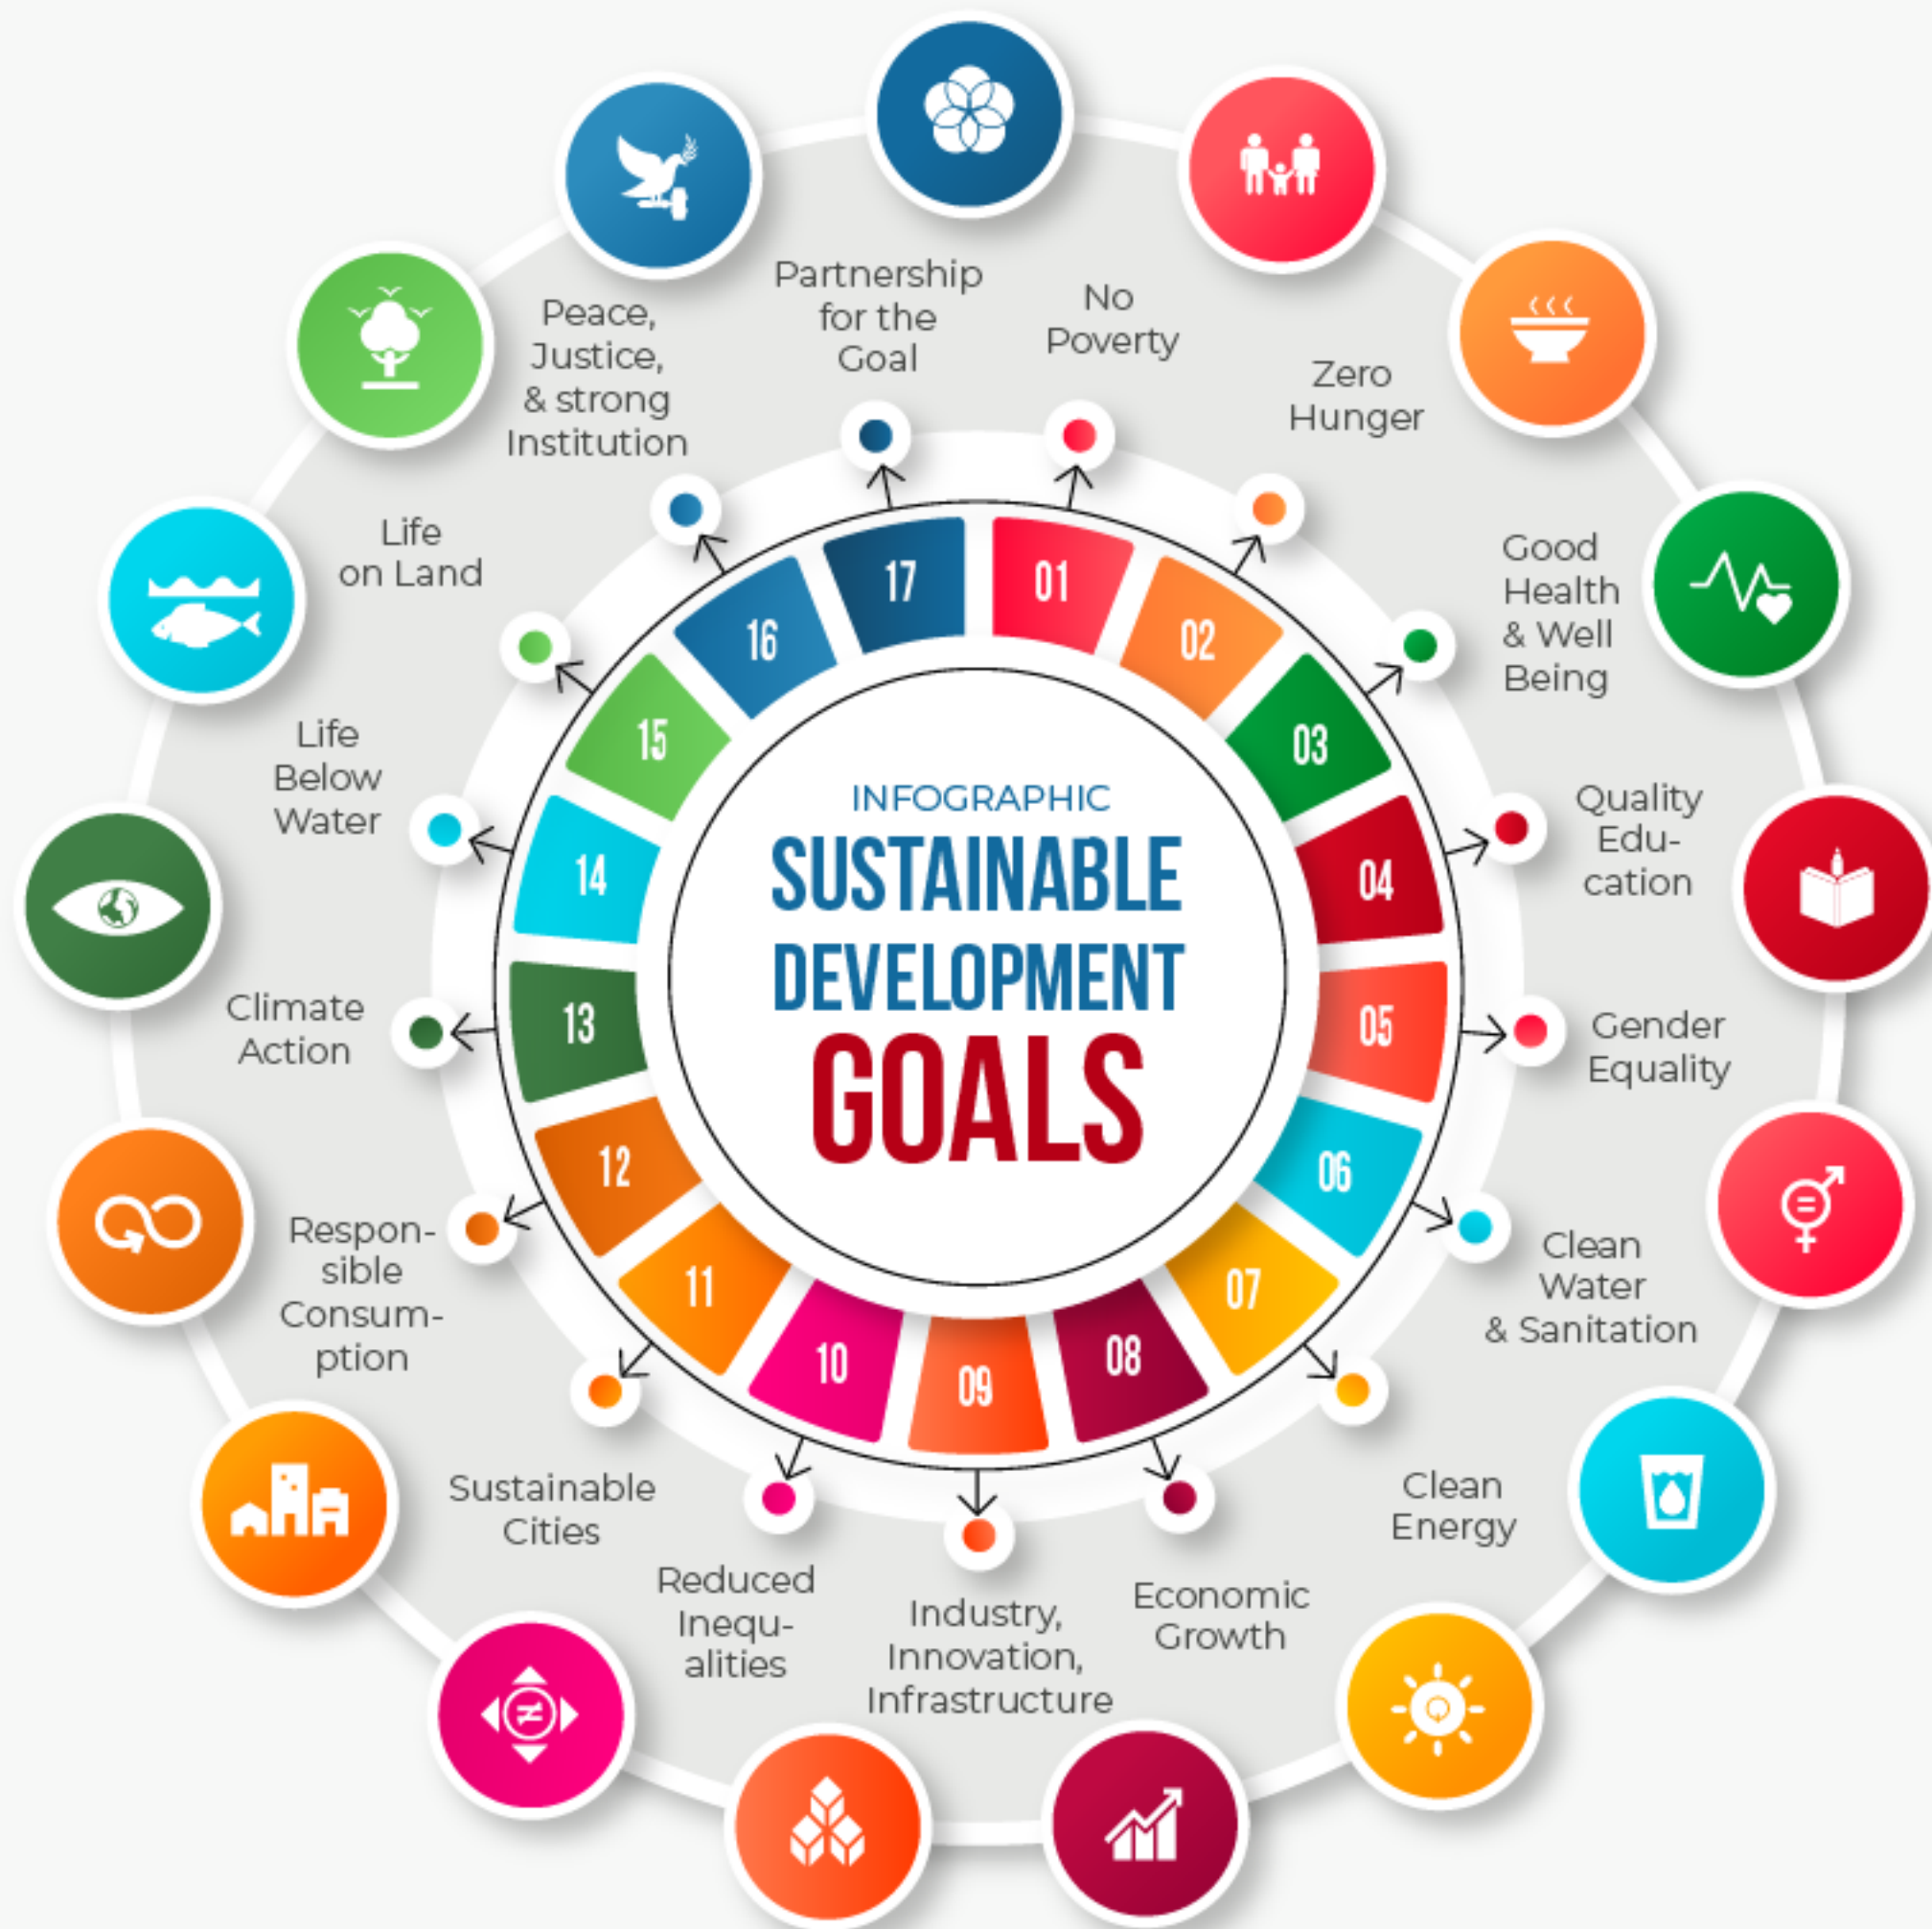 INFOGRAPHIC
SUSTAINABLE
DEVELOPMENT
GOALS
01
No
Poverty
02
Zero
Hunger
03
Good
Health
& Well
Being
04
Quality
Edu-
cation
05
Gender
Equality
06
Clean
Water
& Sanitation
07
Clean
Energy
08
Economic
Growth
09
Industry,
Innovation,
Infrastructure
10
Reduced
Inequ-
alities
11
Sustainable
Cities
12
Respon-
sible
Consum-
ption
13
Climate
Action
14
Life
Below
Water
15
Life
on Land
16
Peace,
Justice,
& strong
Institution
17
Partnership
for the
Goal